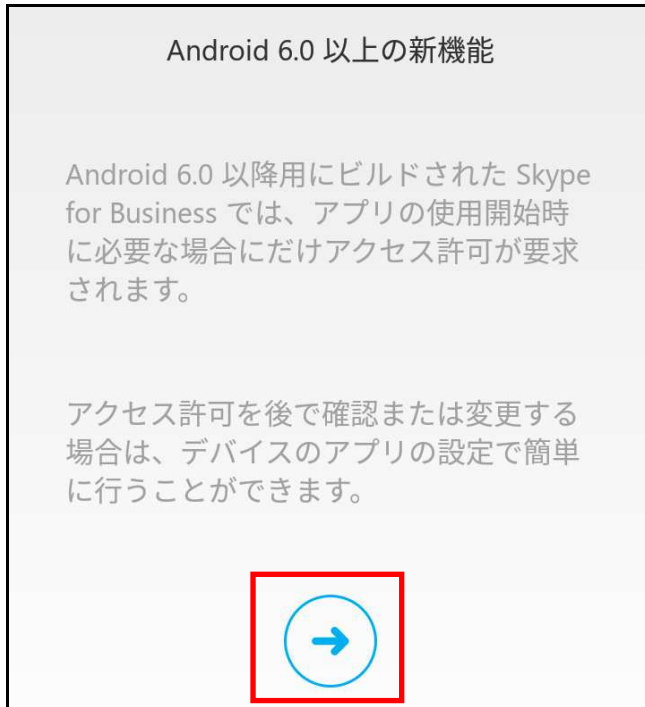 Android 6.0 以上の新機能
Android 6.0 以降用にビルドされた Skype
for Business では、アプリの使用開始時
に必要な場合にだけアクセス許可が要求
されます。
アクセス許可を後で確認または変更する
場合は、デバイスのアプリの設定で簡単
に行うことができます。